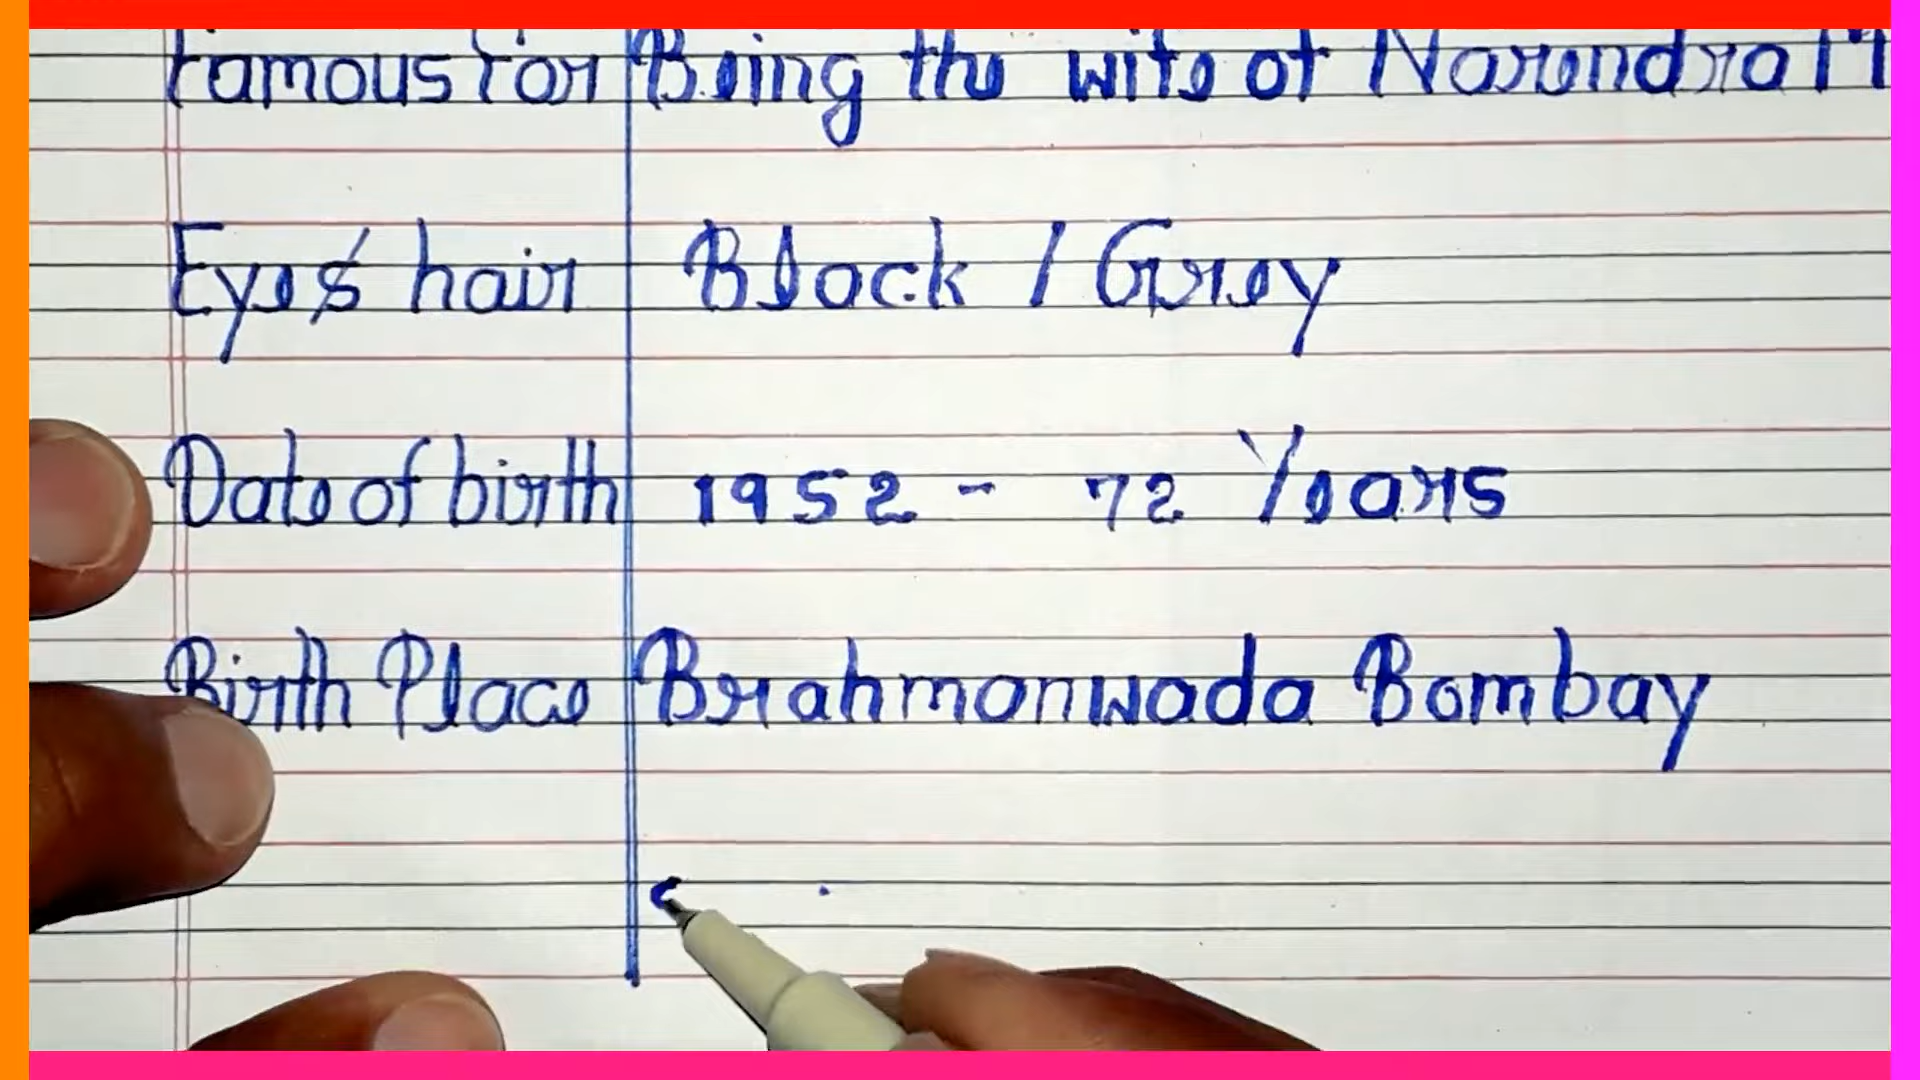 Famous for Being the wife of Narendra M
Eye & hair Black / Grey
Date of birth 1952 - 72 Years
Birth Place Brahmanwada Bombay